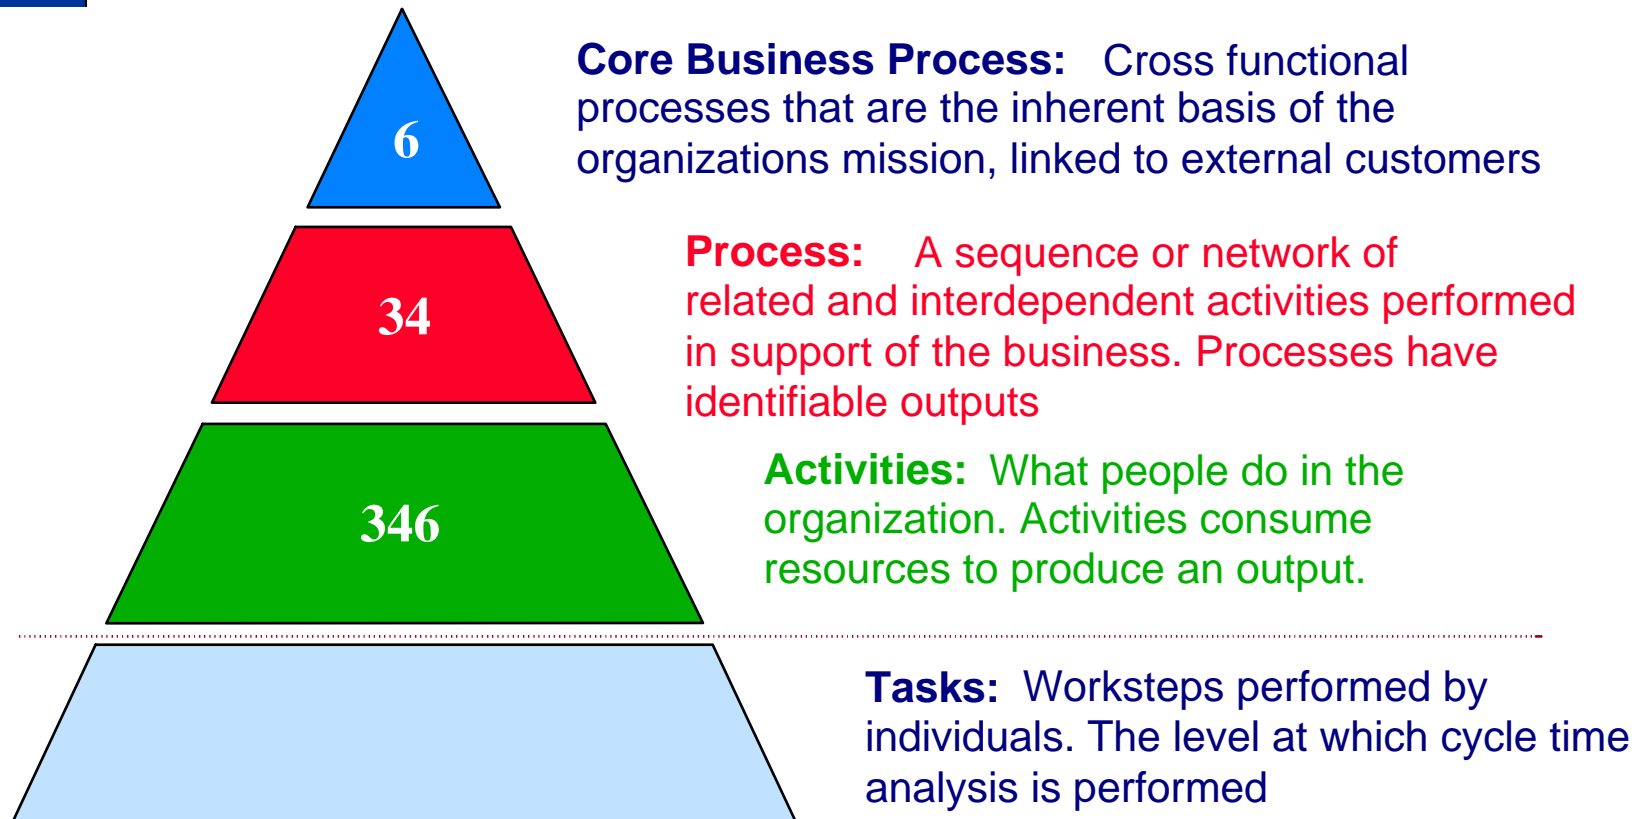 6
Core Business Process: Cross functional
processes that are the inherent basis of the
organizations mission, linked to external customers
34
Process: A sequence or network of
related and interdependent activities performed
in support of the business. Processes have
identifiable outputs
346
Activities: What people do in the
organization. Activities consume
resources to produce an output.
Tasks: Worksteps performed by
individuals. The level at which cycle time
analysis is performed